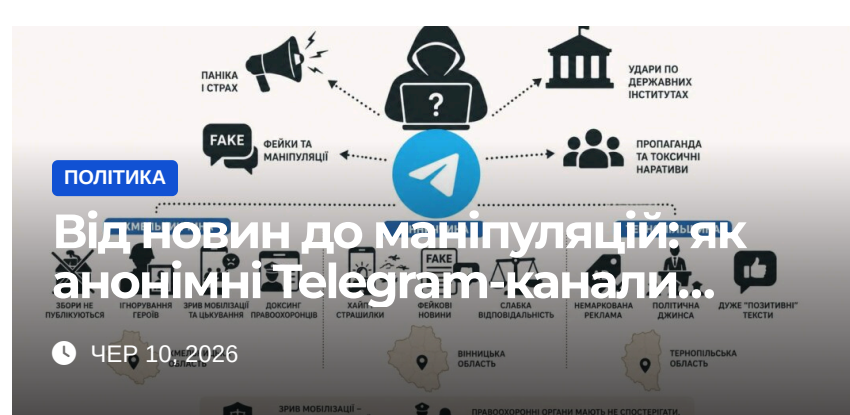 ПАНІКА
І СТРАХ
?
УДАРИ ПО
ДЕРЖАВНИХ
ІНСТИТУТАХ
FAKE
ФЕЙКИ ТА
МАНІПУЛЯЦІЇ
ПРОПАГАНДА
ТА ТОКСИЧНІ
НАРАТИВИ
ПОЛІТИКА
Від новин до маніпуляцій: як
анонімні Telegram-канали...
FAKE
ЗБОРИ НЕ
ПУБЛІКУЮТЬСЯ
ІГНОРУВАННЯ
ГЕРОЇВ
ЗРИВ МОБІЛІЗАЦІЇ
ТА ЦЬКУВАННЯ
ДОКСИНГ
ПРАВООХОРОНЦІВ
ХАЙП
СТРАШИЛКИ
ФЕЙКОВІ
НОВИНИ
СЛАБКА
ВІДПОВІДАЛЬНІСТЬ
НЕМАРКОВАНА
РЕКЛАМА
ПОЛІТИЧНА
ДЖИНСА
ДУЖЕ "ПОЗИТИВНІ"
ТЕКСТИ
ЧЕР 10, 2026
ОБЛАСТЬ
ВІННИЦЬКА
ОБЛАСТЬ
ТЕРНОПІЛЬСЬКА
ОБЛАСТЬ
ЗРИВ МОБІЛІЗАЦІЇ –
ПРАВООХОРОННІ ОРГАНИ МАЮТЬ НЕ СПОСТЕРІГАТИ,